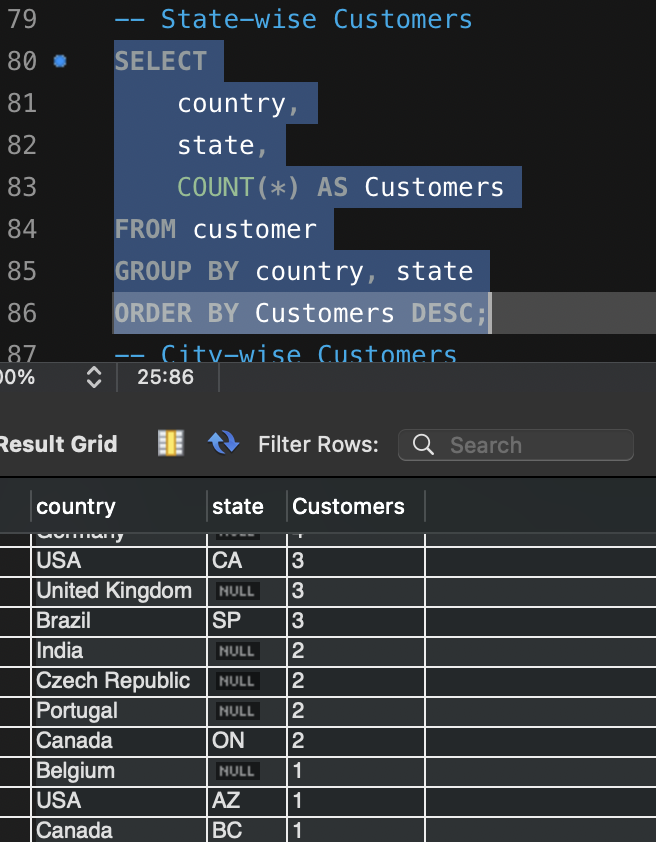 79 -- State-wise Customers
80 SELECT
81 country,
82 state,
83 COUNT(*) AS Customers
84 FROM customer
85 GROUP BY country, state
86 ORDER BY Customers DESC;
87 -- City-wise Customers
00% 25:86
Result Grid Filter Rows: Search
country state Customers
Germany NULL
USA CA 3
United Kingdom NULL 3
Brazil SP 3
India NULL 2
Czech Republic NULL 2
Portugal NULL 2
Canada ON 2
Belgium NULL 1
USA AZ 1
Canada BC 1